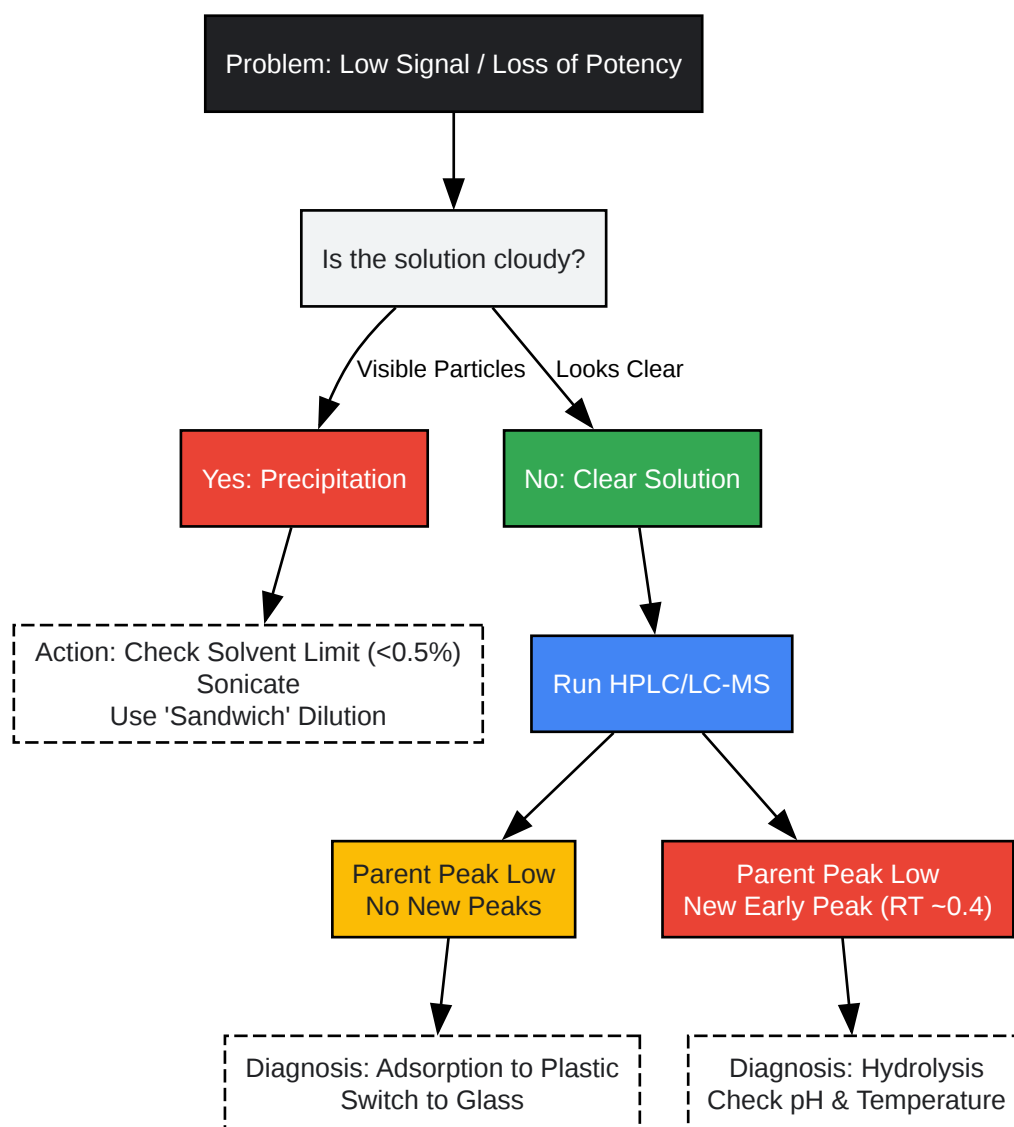 Problem: Low Signal / Loss of Potency
Is the solution cloudy?
Visible Particles
Looks Clear
Yes: Precipitation
No: Clear Solution
Action: Check Solvent Limit (<0.5%)
Sonicate
Use 'Sandwich' Dilution
Run HPLC/LC-MS
Parent Peak Low
No New Peaks
Parent Peak Low
New Early Peak (RT ~0.4)
Diagnosis: Adsorption to Plastic
Switch to Glass
Diagnosis: Hydrolysis
Check pH & Temperature